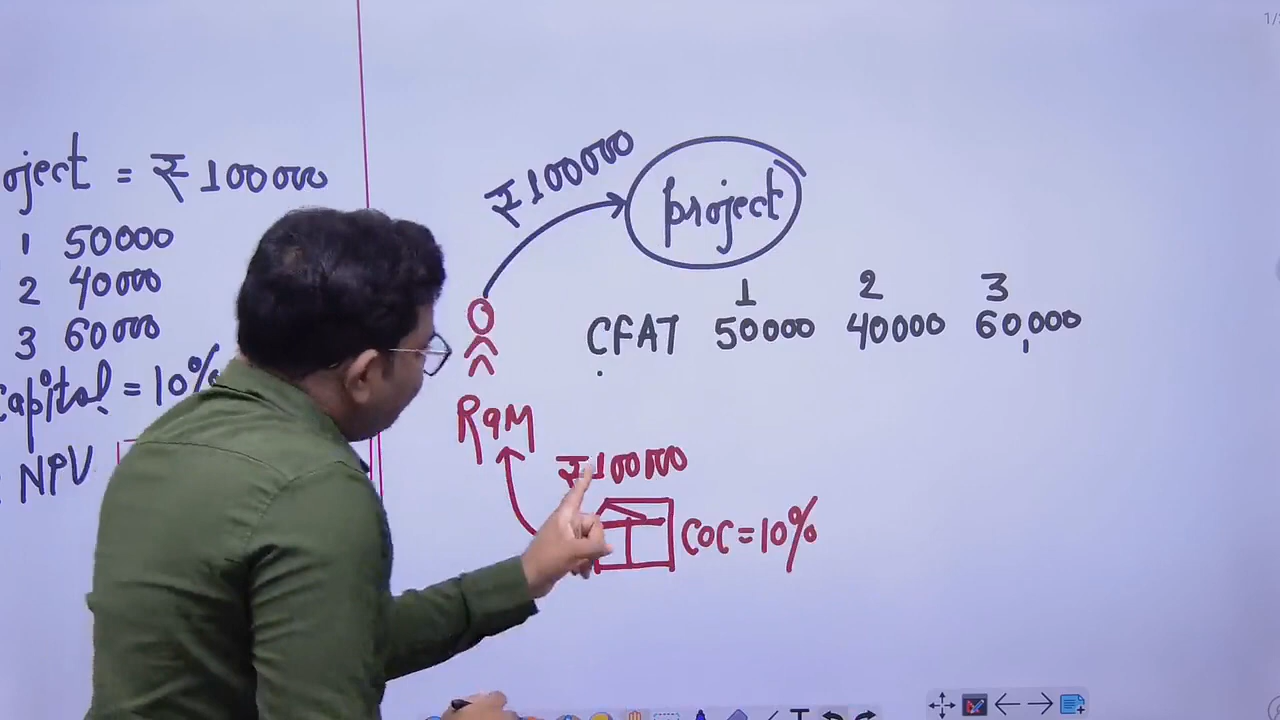 oject = ₹100000
1 50000
2 40000
3 60000
Capital = 10%
NPV
₹100000
project
1 2 3
CFAT 50000 40000 60,000
Ram
₹100000
COC=10%
1/